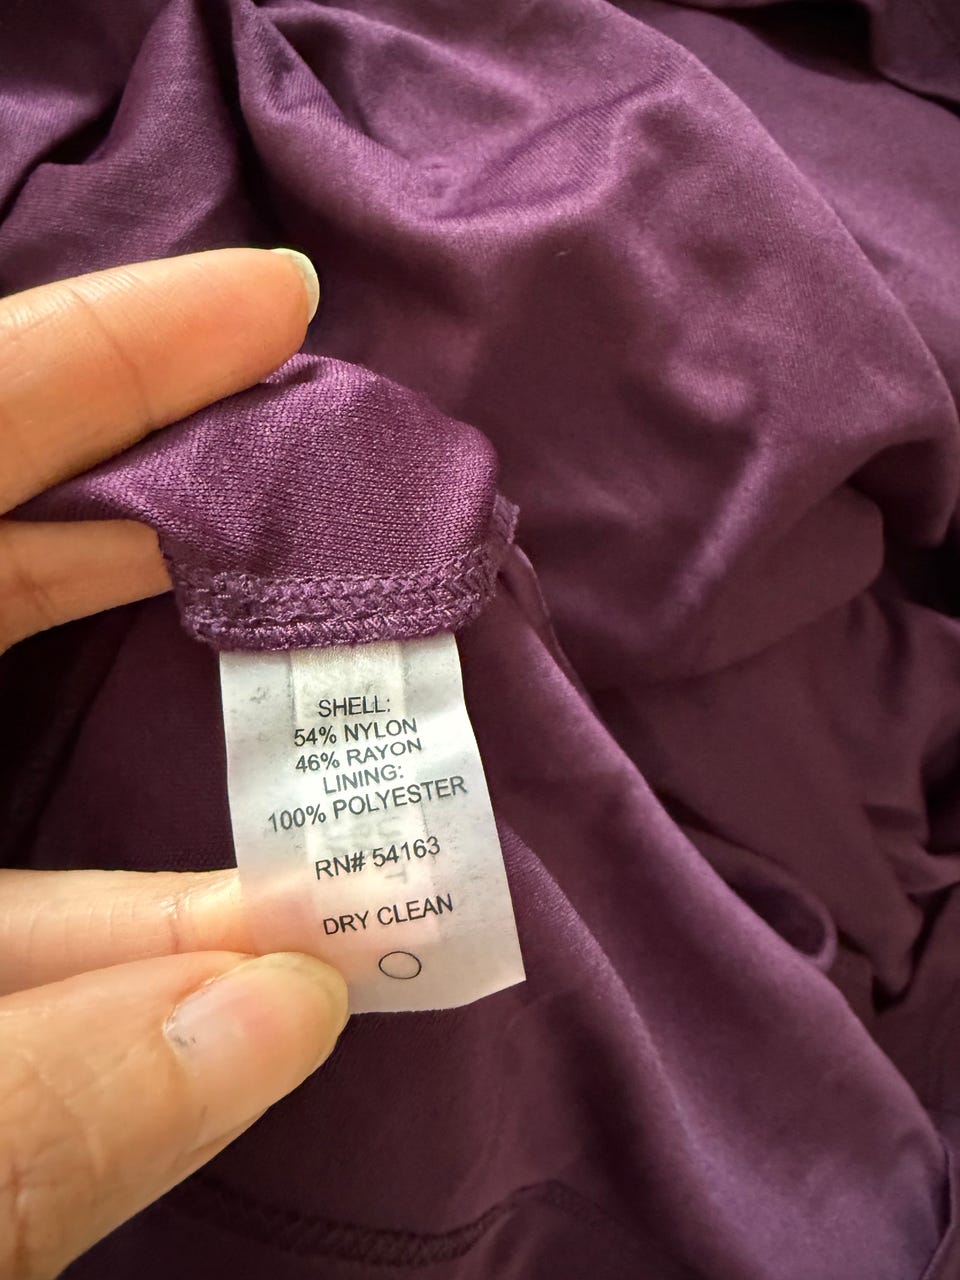 SHELL:
54% NYLON
46% RAYON
LINING:
100% POLYESTER
RN# 54163
DRY CLEAN